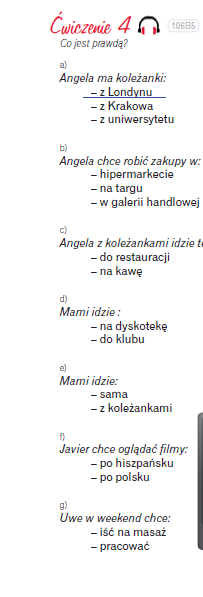 Ćwiczenie 4 106B5
Co jest prawdą?
a)
Angela ma koleżanki:
– z Londynu
– z Krakowa
– z uniwersytetu
b)
Angela chce robić zakupy w:
– hipermarkecie
– na targu
– w galerii handlowej
c)
Angela z koleżankami idzie
– do restauracji
– na kawę
d)
Mami idzie :
– na dyskotekę
– do klubu
e)
Mami idzie:
– sama
– z koleżankami
f)
Javier chce oglądać filmy:
– po hiszpańsku
– po polsku
g)
Uwe w weekend chce:
– iść na masaż
– pracować